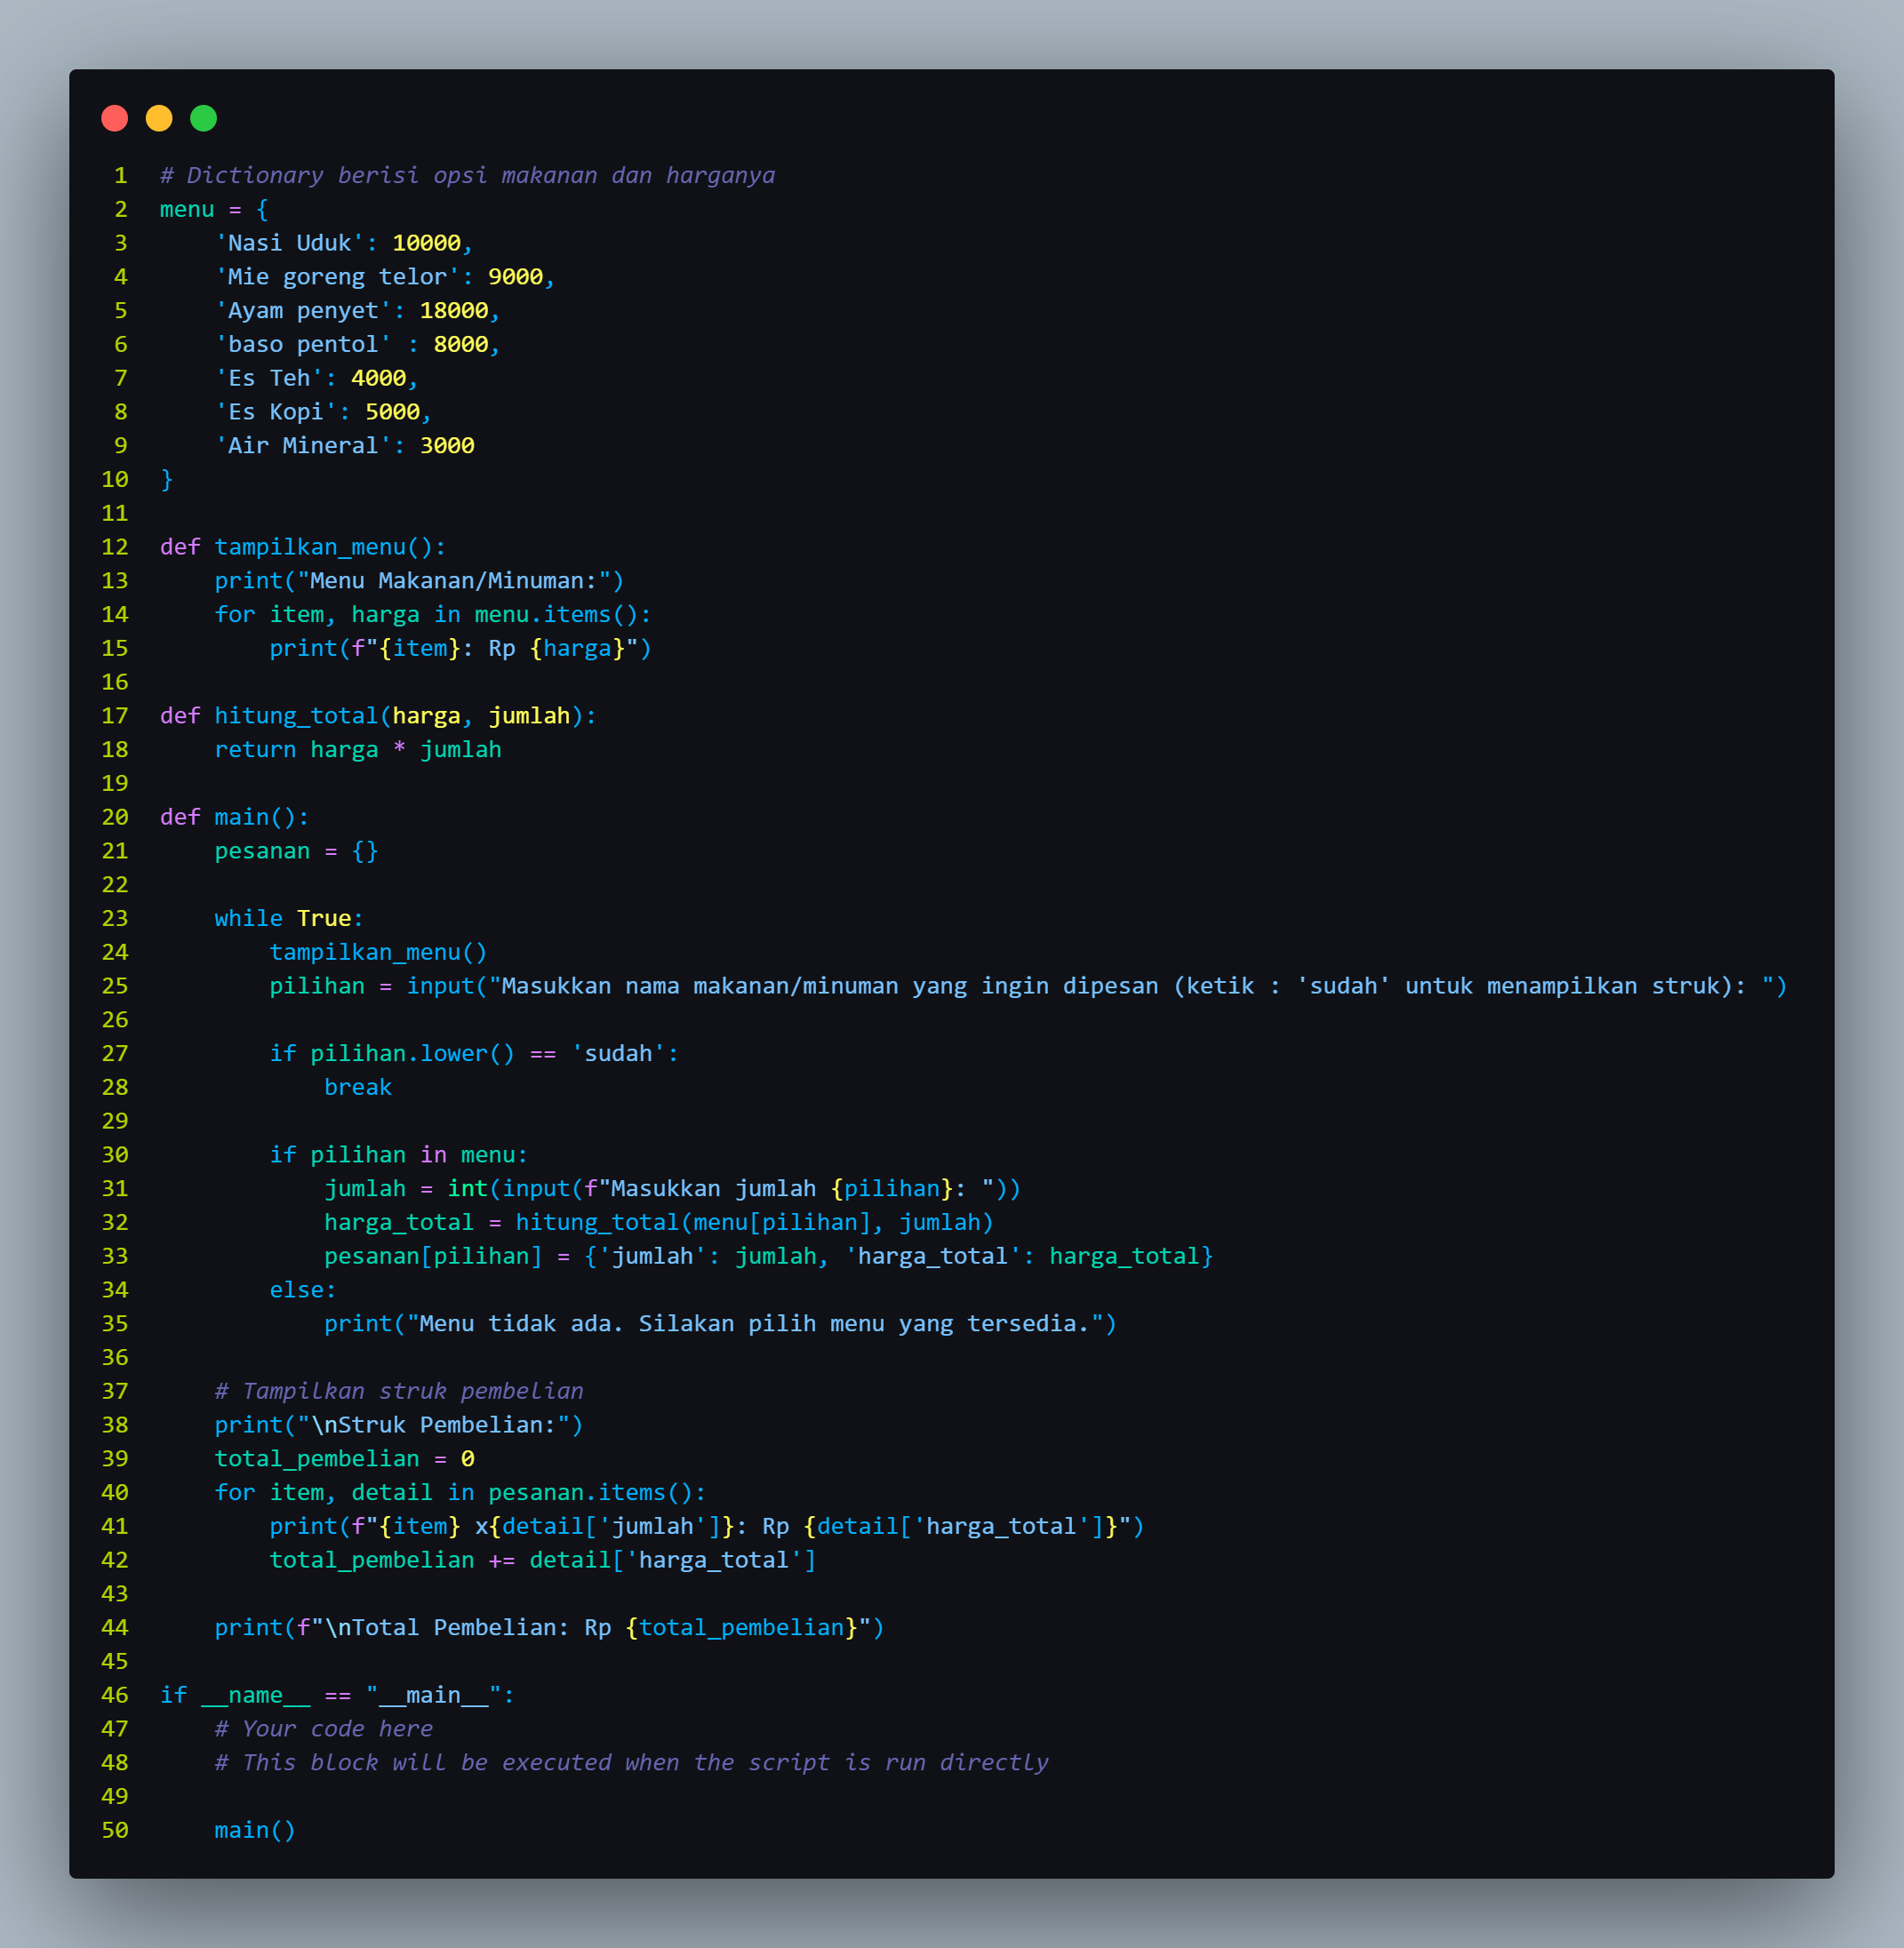 1 # Dictionary berisi opsi makanan dan harganya
2 menu = {
3     'Nasi Uduk': 10000,
4     'Mie goreng telor': 9000,
5     'Ayam penyet': 18000,
6     'baso pentol' : 8000,
7     'Es Teh': 4000,
8     'Es Kopi': 5000,
9     'Air Mineral': 3000
10 }
11
12 def tampilkan_menu():
13     print("Menu Makanan/Minuman:")
14     for item, harga in menu.items():
15         print(f"{item}: Rp {harga}")
16
17 def hitung_total(harga, jumlah):
18     return harga * jumlah
19
20 def main():
21     pesanan = {}
22
23     while True:
24         tampilkan_menu()
25         pilihan = input("Masukkan nama makanan/minuman yang ingin dipesan (ketik : 'sudah' untuk menampilkan struk): ")
26
27         if pilihan.lower() == 'sudah':
28             break
29
30         if pilihan in menu:
31             jumlah = int(input(f"Masukkan jumlah {pilihan}: "))
32             harga_total = hitung_total(menu[pilihan], jumlah)
33             pesanan[pilihan] = {'jumlah': jumlah, 'harga_total': harga_total}
34         else:
35             print("Menu tidak ada. Silakan pilih menu yang tersedia.")
36
37     # Tampilkan struk pembelian
38     print("\nStruk Pembelian:")
39     total_pembelian = 0
40     for item, detail in pesanan.items():
41         print(f"{item} x{detail['jumlah']}: Rp {detail['harga_total']}")
42         total_pembelian += detail['harga_total']
43
44     print(f"\nTotal Pembelian: Rp {total_pembelian}")
45
46 if __name__ == "__main__":
47     # Your code here
48     # This block will be executed when the script is run directly
49
50     main()